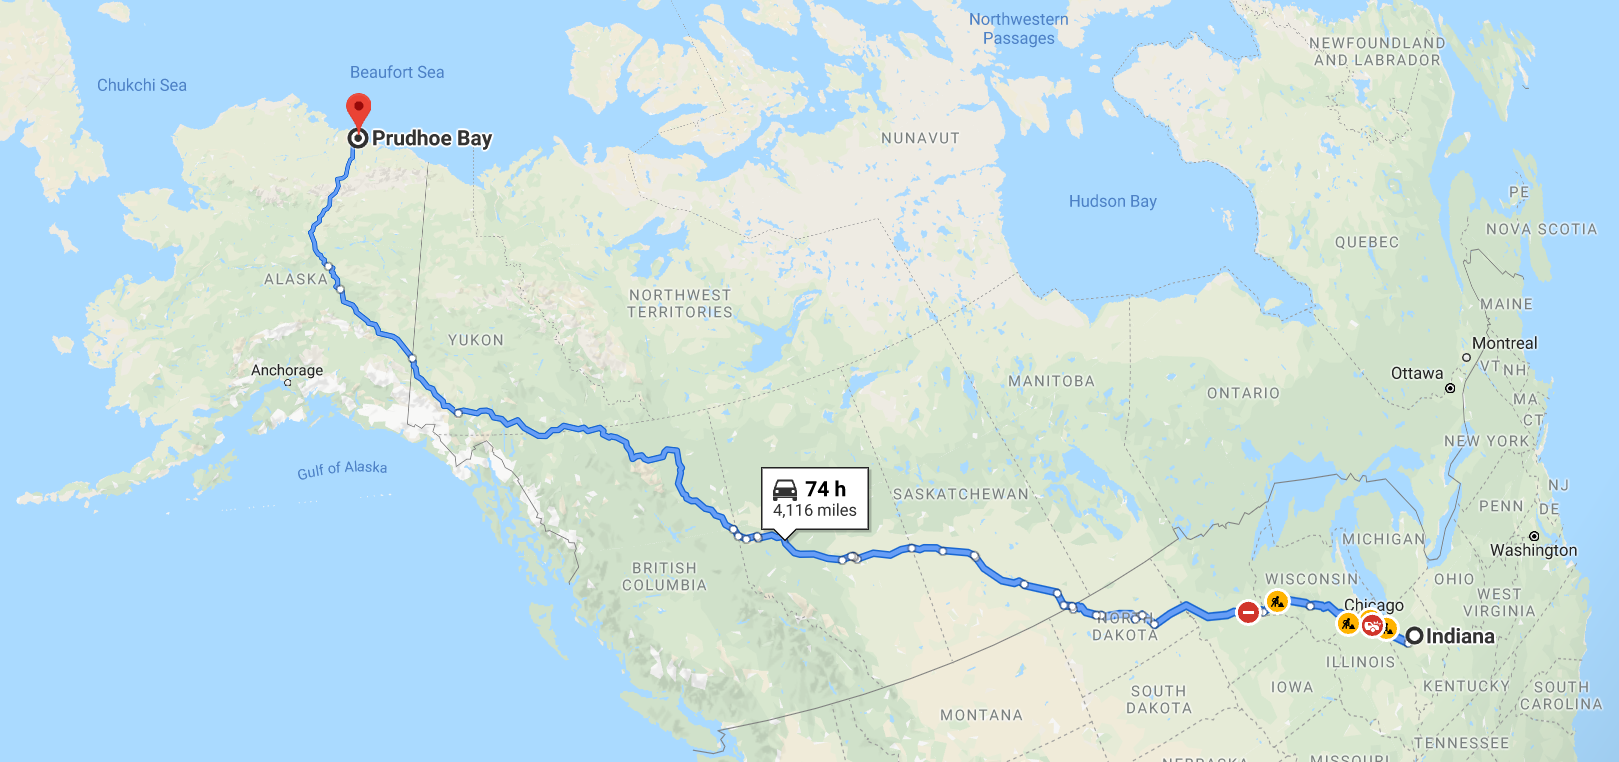 Northwestern
Passages
NEWFOUNDLAND
AND LABRADOR
Beaufort Sea
Chukchi Sea
Prudhoe Bay
NUNAVUT
PE
Hudson Bay
NOVA SCOTIA
QUEBEC
ALASKA
NORTHWEST
TERRITORIES
MAINE
YUKON
Montreal
VT
NH
Anchorage
Ottawa
MANITOBA
ONTARIO
MA
CT
NEW YORK
Gulf of Alaska
74 h
4,116 miles
SASKATCHEWAN
NJ
PENN
DE
MICHIGAN
Washington
BRITISH
COLUMBIA
WISCONSIN
OHIO
WEST
VIRGINIA
Chicago
NORTH
DAKOTA
Indiana
ILLINOIS
IOWA
KENTUCKY
SOUTH
CAROLINA
SOUTH
DAKOTA
MONTANA
TENNESSEE
NEBRASKA
MISSOURI